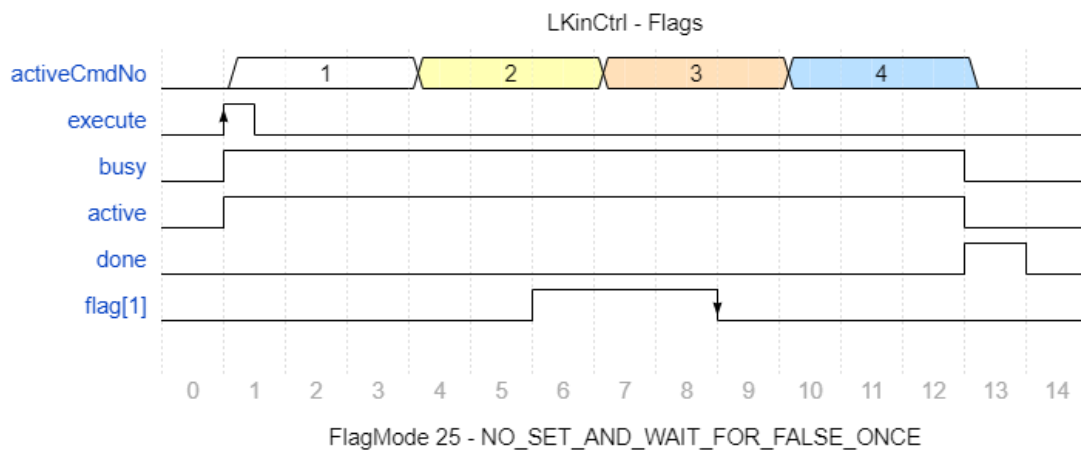 LKinCtrl - Flags
activeCmdNo 1 2 3 4
execute
busy
active
done
flag[1]
0 1 2 3 4 5 6 7 8 9 10 11 12 13 14
FlagMode 25 - NO_SET_AND_WAIT_FOR_FALSE_ONCE